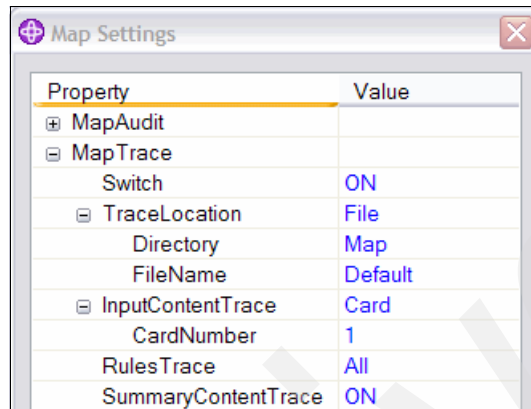 Map Settings
Property Value
MapAudit
MapTrace
Switch ON
TraceLocation File
Directory Map
FileName Default
InputContentTrace Card
CardNumber 1
RulesTrace All
SummaryContentTrace ON